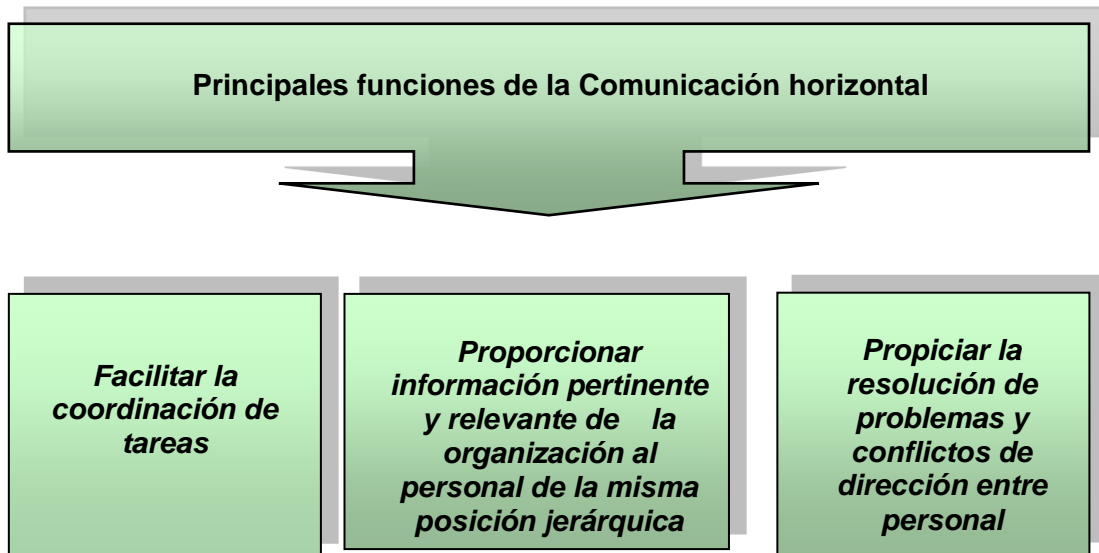 Principales funciones de la Comunicación horizontal
Facilitar la
coordinación de
tareas
Proporcionar
información pertinente
y relevante de la
organización al
personal de la misma
posición jerárquica
Propiciar la
resolución de
problemas y
conflictos de
dirección entre
personal